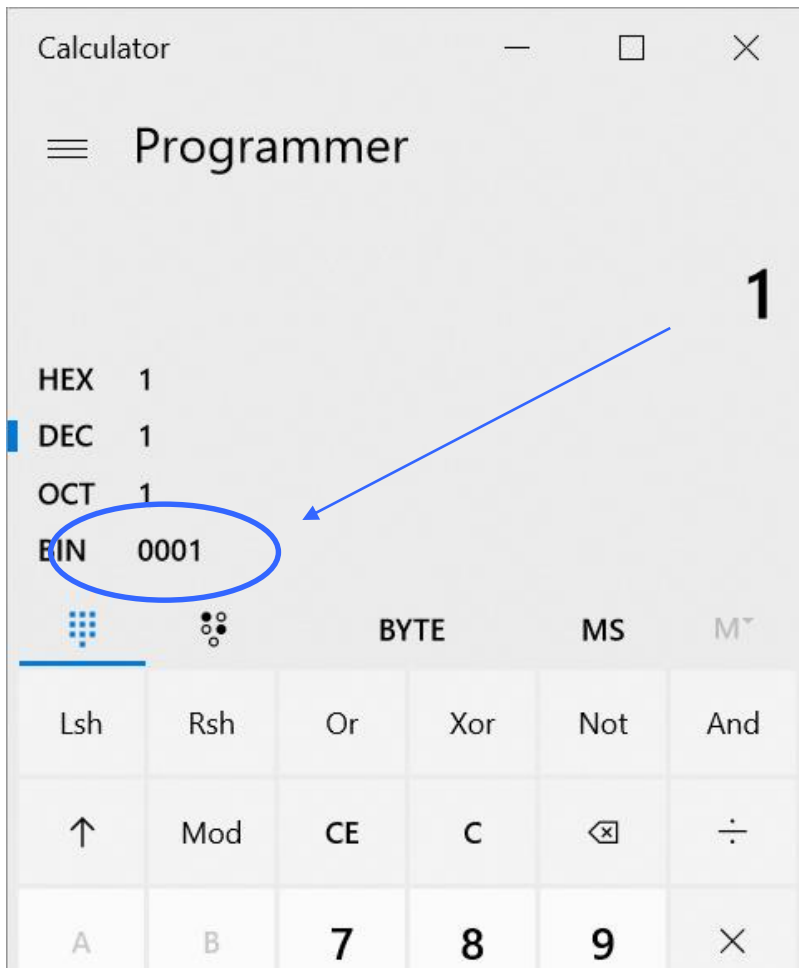 Calculator
Programmer
1
HEX 1
DEC 1
OCT 1
BIN 0001
BYTE MS M
Lsh Rsh Or Xor Not And
↑ Mod CE C ÷
A B 7 8 9 ×